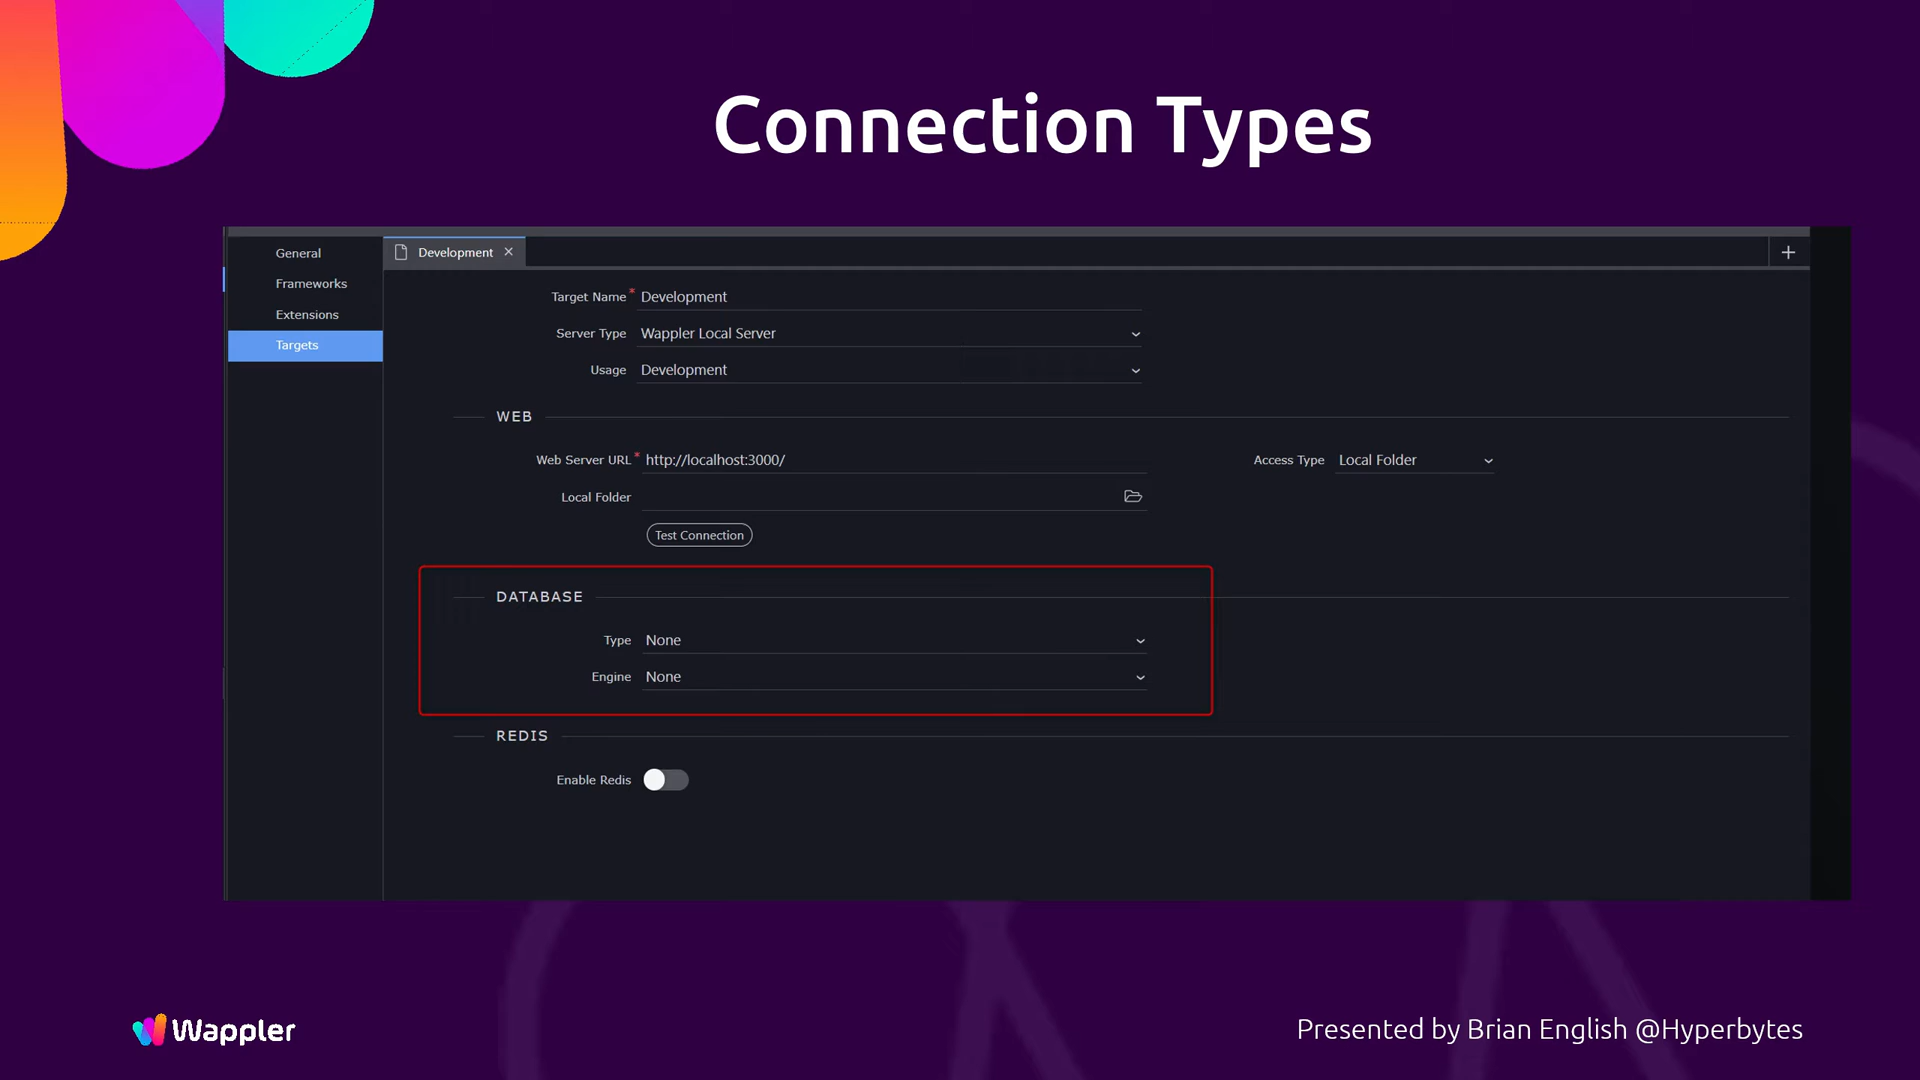 Connection Types
General
Frameworks
Extensions
Targets
Development
Target Name * Development
Server Type Wappler Local Server
Usage Development
WEB
Web Server URL * http://localhost:3000/
Access Type Local Folder
Local Folder
Test Connection
DATABASE
Type None
Engine None
REDIS
Enable Redis
Wappler
Presented by Brian English @Hyperbytes